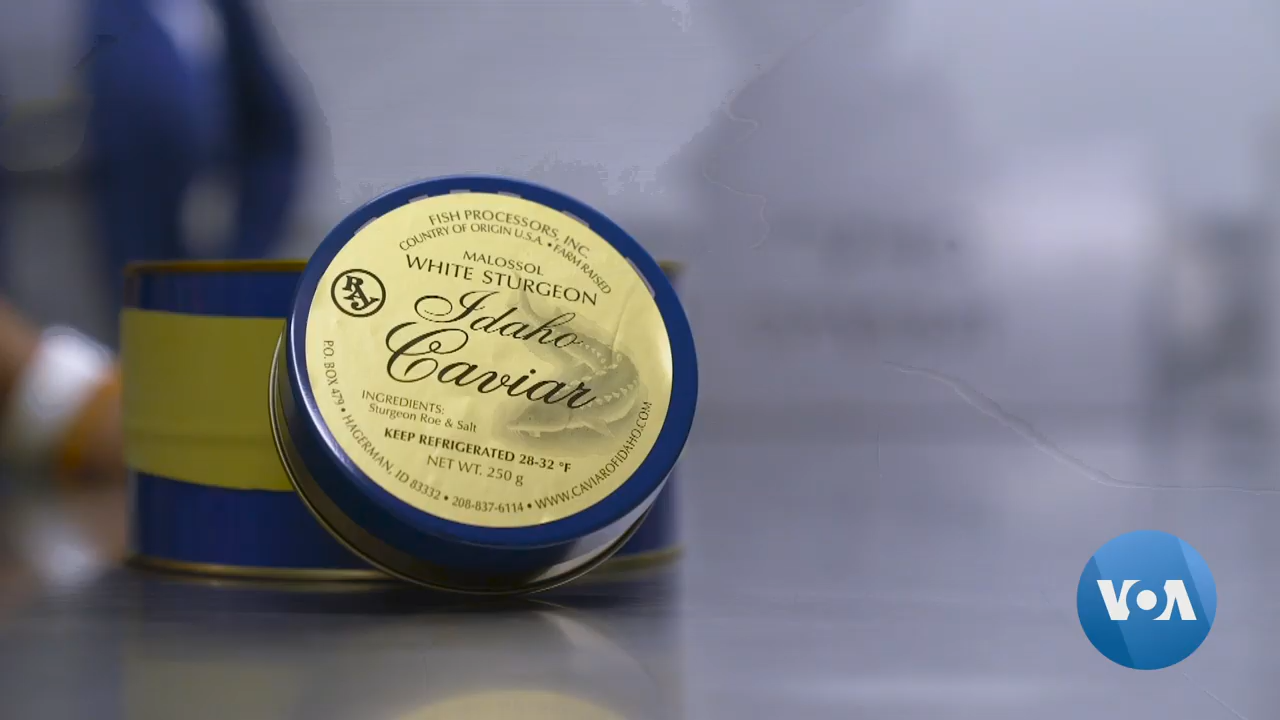 FISH PROCESSORS, INC.
COUNTRY OF ORIGIN U.S.A. • FARM RAISED
MALOSSOL
WHITE STURGEON
RAY
Idaho
Caviar
INGREDIENTS:
Sturgeon Roe & Salt
KEEP REFRIGERATED 28-32 °F
NET WT. 250 g
P.O. BOX 479 • HAGERMAN, ID 83332 • 208-837-6114 • WWW.CAVIAROFIDAHO.COM
VOA